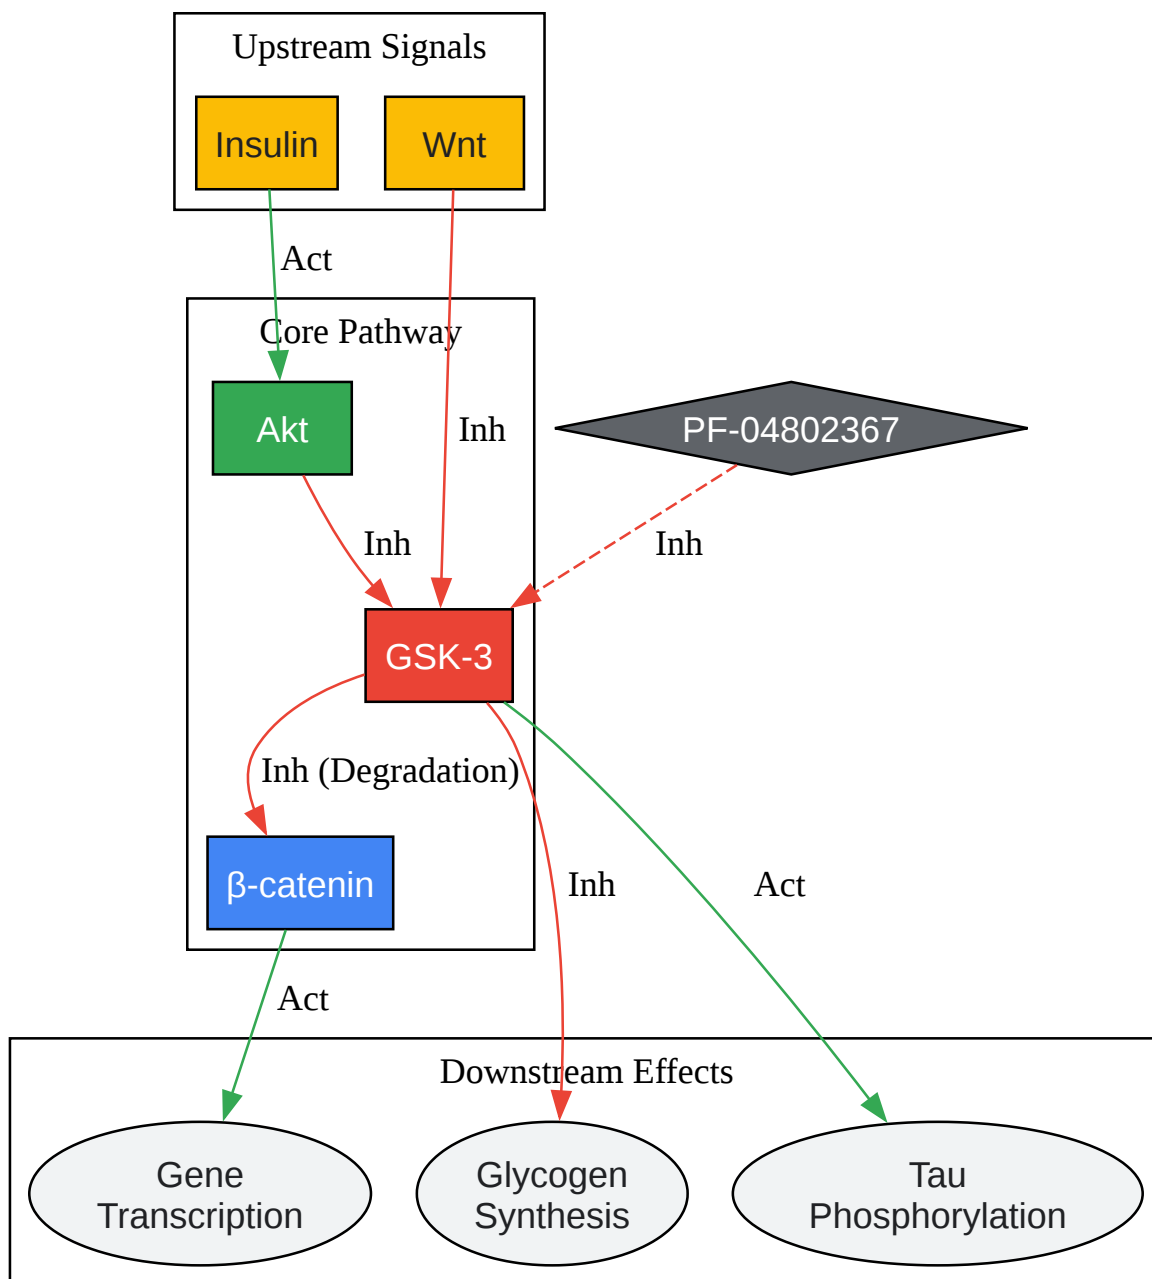 Upstream Signals
Insulin
Wnt
Act
Core Pathway
Akt
Inh
PF-04802367
Inh
Inh
GSK-3
Inh (Degradation)
β-catenin
Inh
Act
Act
Downstream Effects
Gene
Transcription
Glycogen
Synthesis
Tau
Phosphorylation